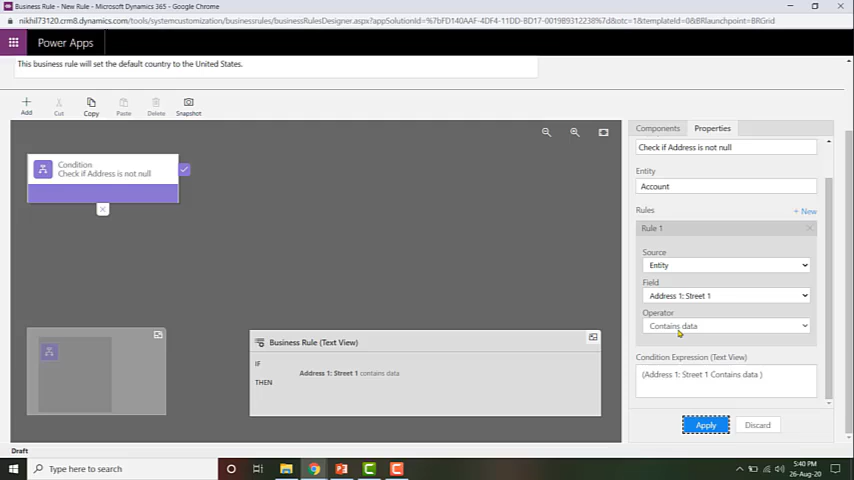 Business Rule - New Rule - Microsoft Dynamics 365 - Google Chrome
nikhil73120.crm8.dynamics.com/tools/systemcustomization/businessrules/businessRulesDesigner.aspx?appSolutionId=%7bFD140AAF-4DF4-11DD-BD17-0019B9312238%7d&otc=1&templateId=0&BRlaunchpoint=BRGrid
Power Apps
This business rule will set the default country to the United States.
Add
Cut
Copy
Paste
Delete
Snapshot
Components
Properties
Condition
Check if Address is not null
Check if Address is not null
Entity
Account
Rules
+ New
Rule 1
Source
Entity
Field
Address 1: Street 1
Operator
Contains data
Business Rule (Text View)
IF
Address 1: Street 1 contains data
THEN
Condition Expression (Text View)
(Address 1: Street 1 Contains data )
Apply
Discard
Draft
Type here to search
5:40 PM
26-Aug-20